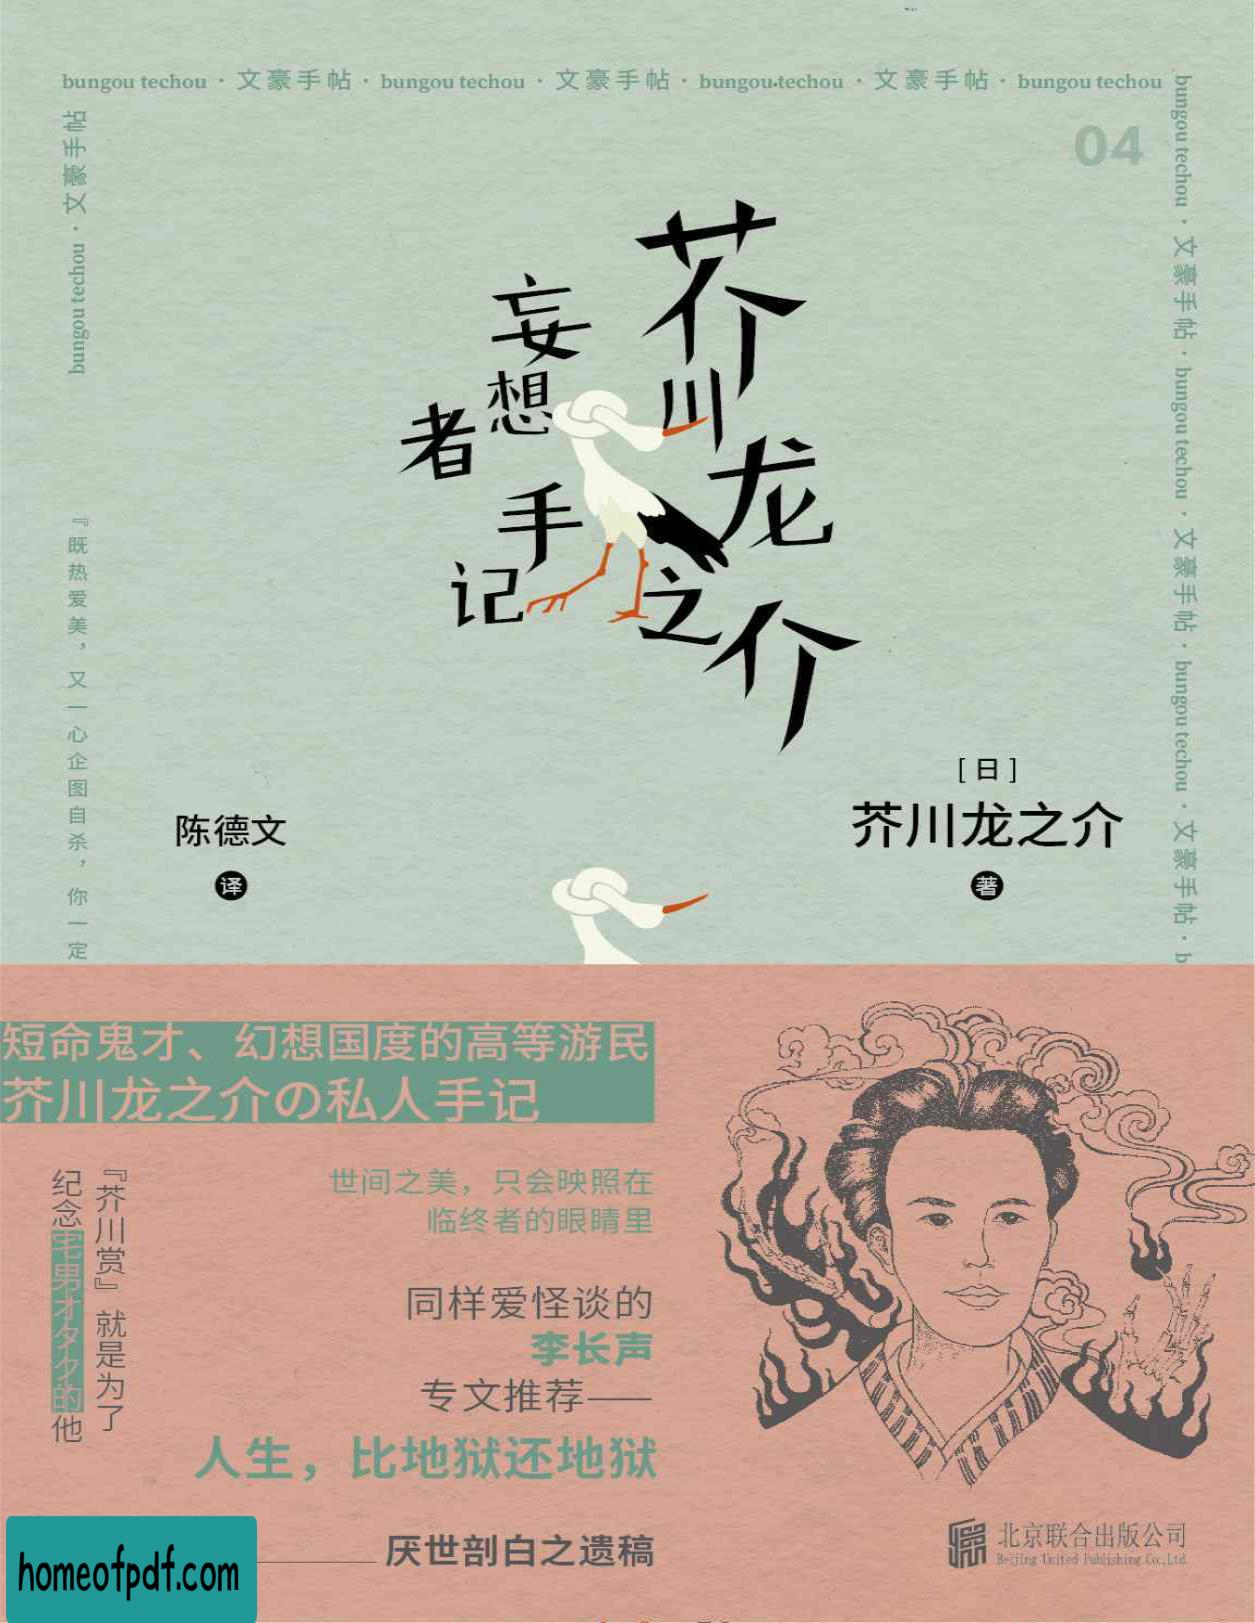 bungou techou · 文豪手帖 · bungou techou · 文豪手帖 · bungou techou · 文豪手帖 · bungou techou
bungou techou · 文豪手帖
『既热爱美，又一心企图自杀，你一定
bungou techou · 文豪手帖 · bungou techou · 文豪手帖 · bungou techou · 文豪手帖 · b
04
芥川龙之介
妄想者手记
[日]
芥川龙之介
著
陈德文
译
短命鬼才、幻想国度的高等游民
芥川龙之介の私人手记
『芥川赏』就是为了
纪念宅男オタク的他
世间之美，只会映照在
临终者的眼睛里
同样爱怪谈的
李长声
专文推荐——
人生，比地狱还地狱
厌世剖白之遗稿
北京联合出版公司
Beijing United Publishing Co.,Ltd.
homeofpdf.com